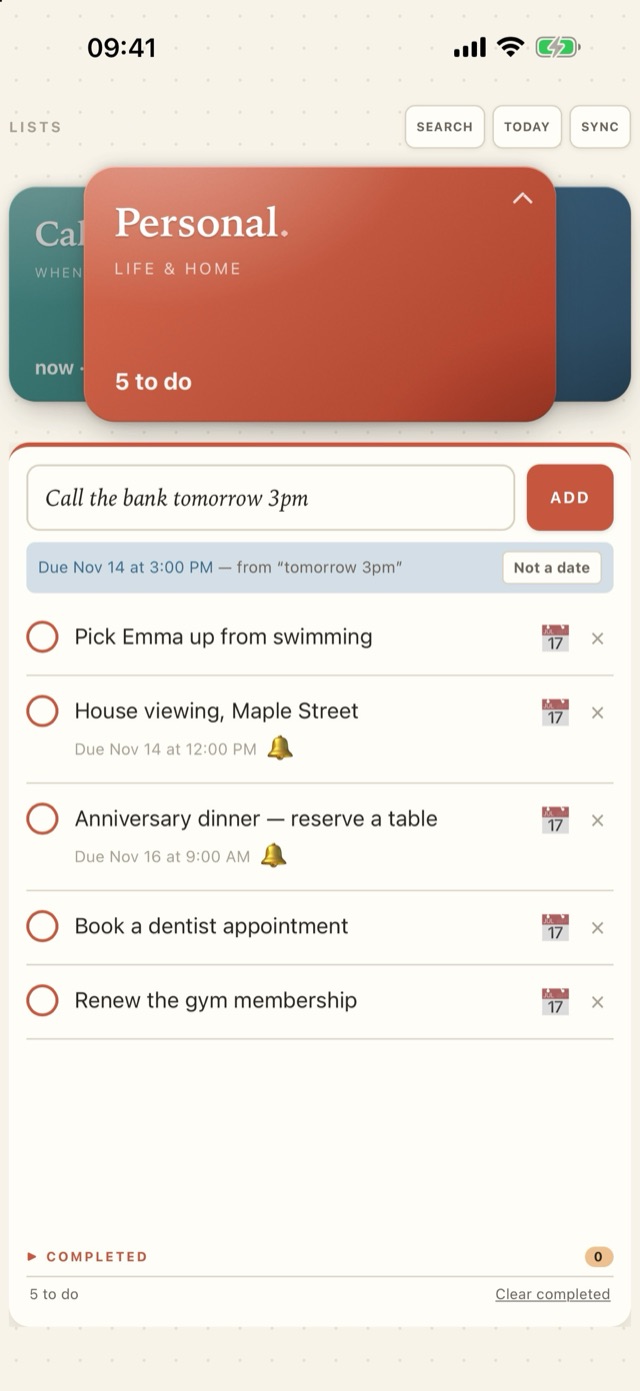 09:41
LISTS
SEARCH
TODAY
SYNC
Cal
WHEN
now ·
Personal.
LIFE & HOME
5 to do
Call the bank tomorrow 3pm
ADD
Due Nov 14 at 3:00 PM — from “tomorrow 3pm”
Not a date
Pick Emma up from swimming
17
×
House viewing, Maple Street
17
×
Due Nov 14 at 12:00 PM
Anniversary dinner — reserve a table
17
×
Due Nov 16 at 9:00 AM
Book a dentist appointment
17
×
Renew the gym membership
17
×
COMPLETED
0
5 to do
Clear completed